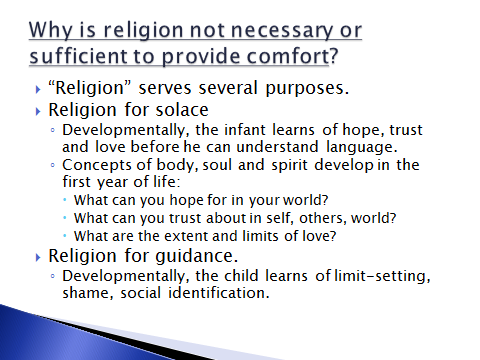 Why is religion not necessary or
sufficient to provide comfort?
“Religion” serves several purposes.
Religion for solace
Developmentally, the infant learns of hope, trust
and love before he can understand language.
Concepts of body, soul and spirit develop in the
first year of life:
What can you hope for in your world?
What can you trust about in self, others, world?
What are the extent and limits of love?
Religion for guidance.
Developmentally, the child learns of limit-setting,
shame, social identification.